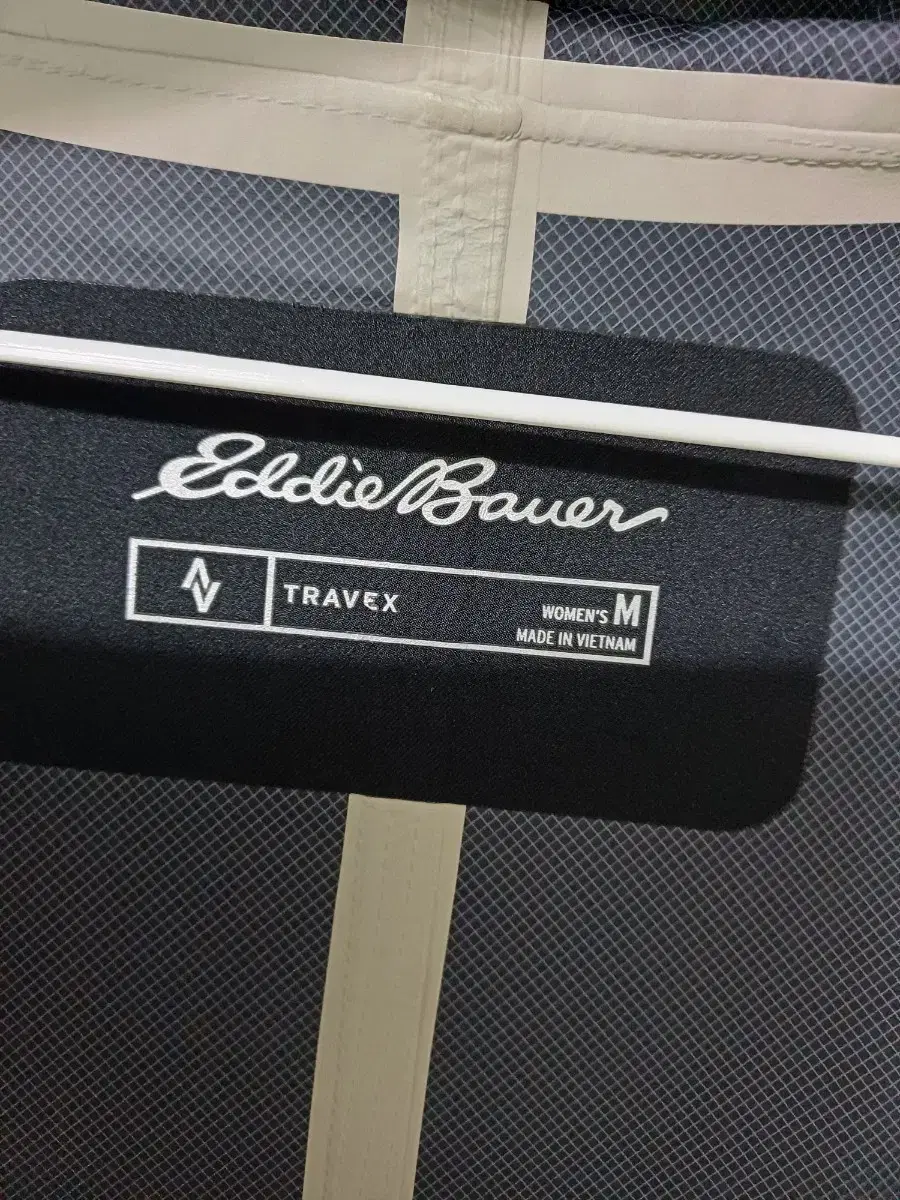 Eddie Bauer
TRAVEX
WOMEN'S M
MADE IN VIETNAM